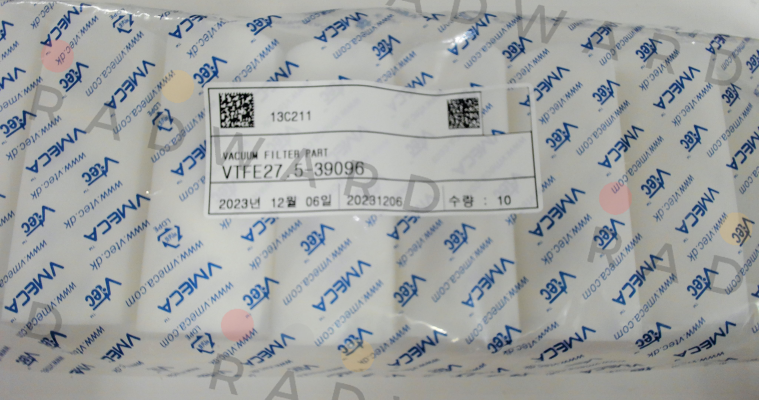 13C211
VACUUM FILTER PART
VTFE27.5-39096
2023년 12월 06일 20231206 수량 : 10
VMECA
www.vmeca.com
Vtec
www.vtec.dk
RADWARD